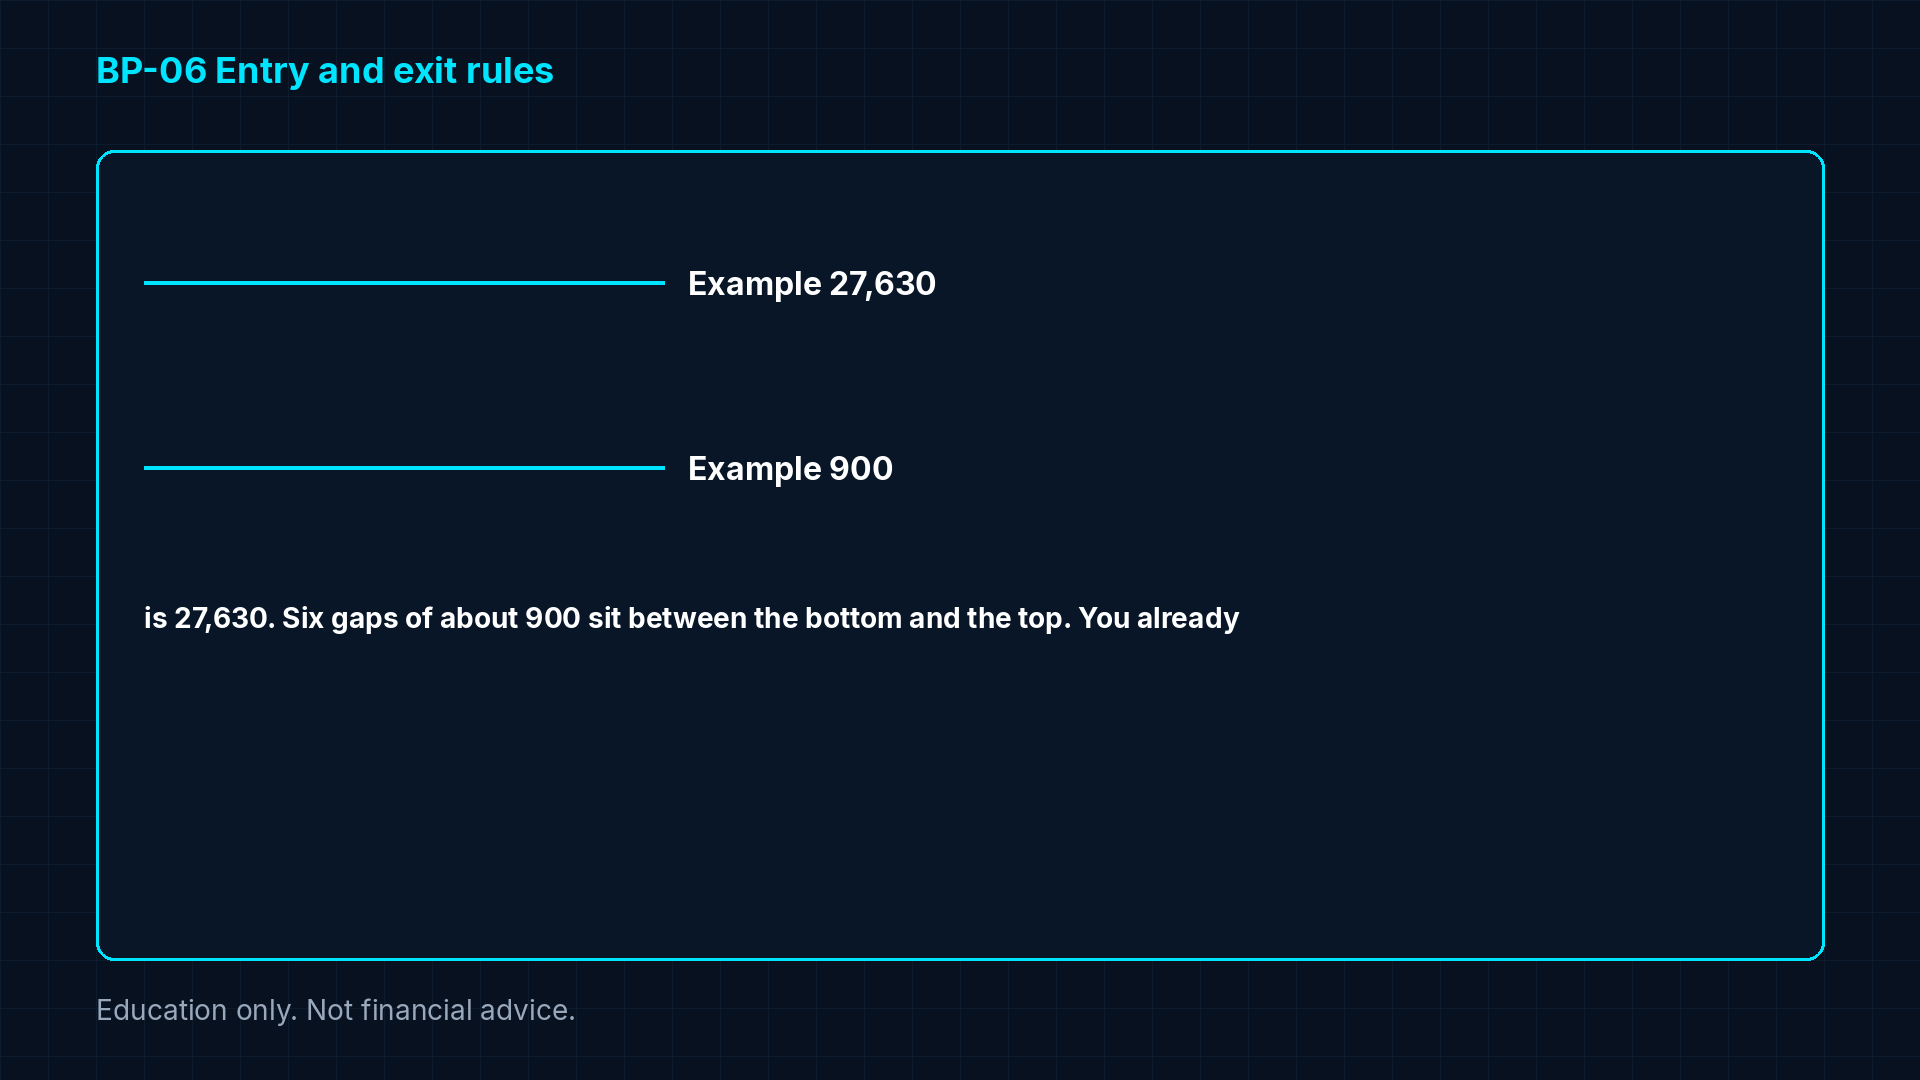 BP-06 Entry and exit rules
Example 27,630
Example 900
is 27,630. Six gaps of about 900 sit between the bottom and the top. You already
Education only. Not financial advice.